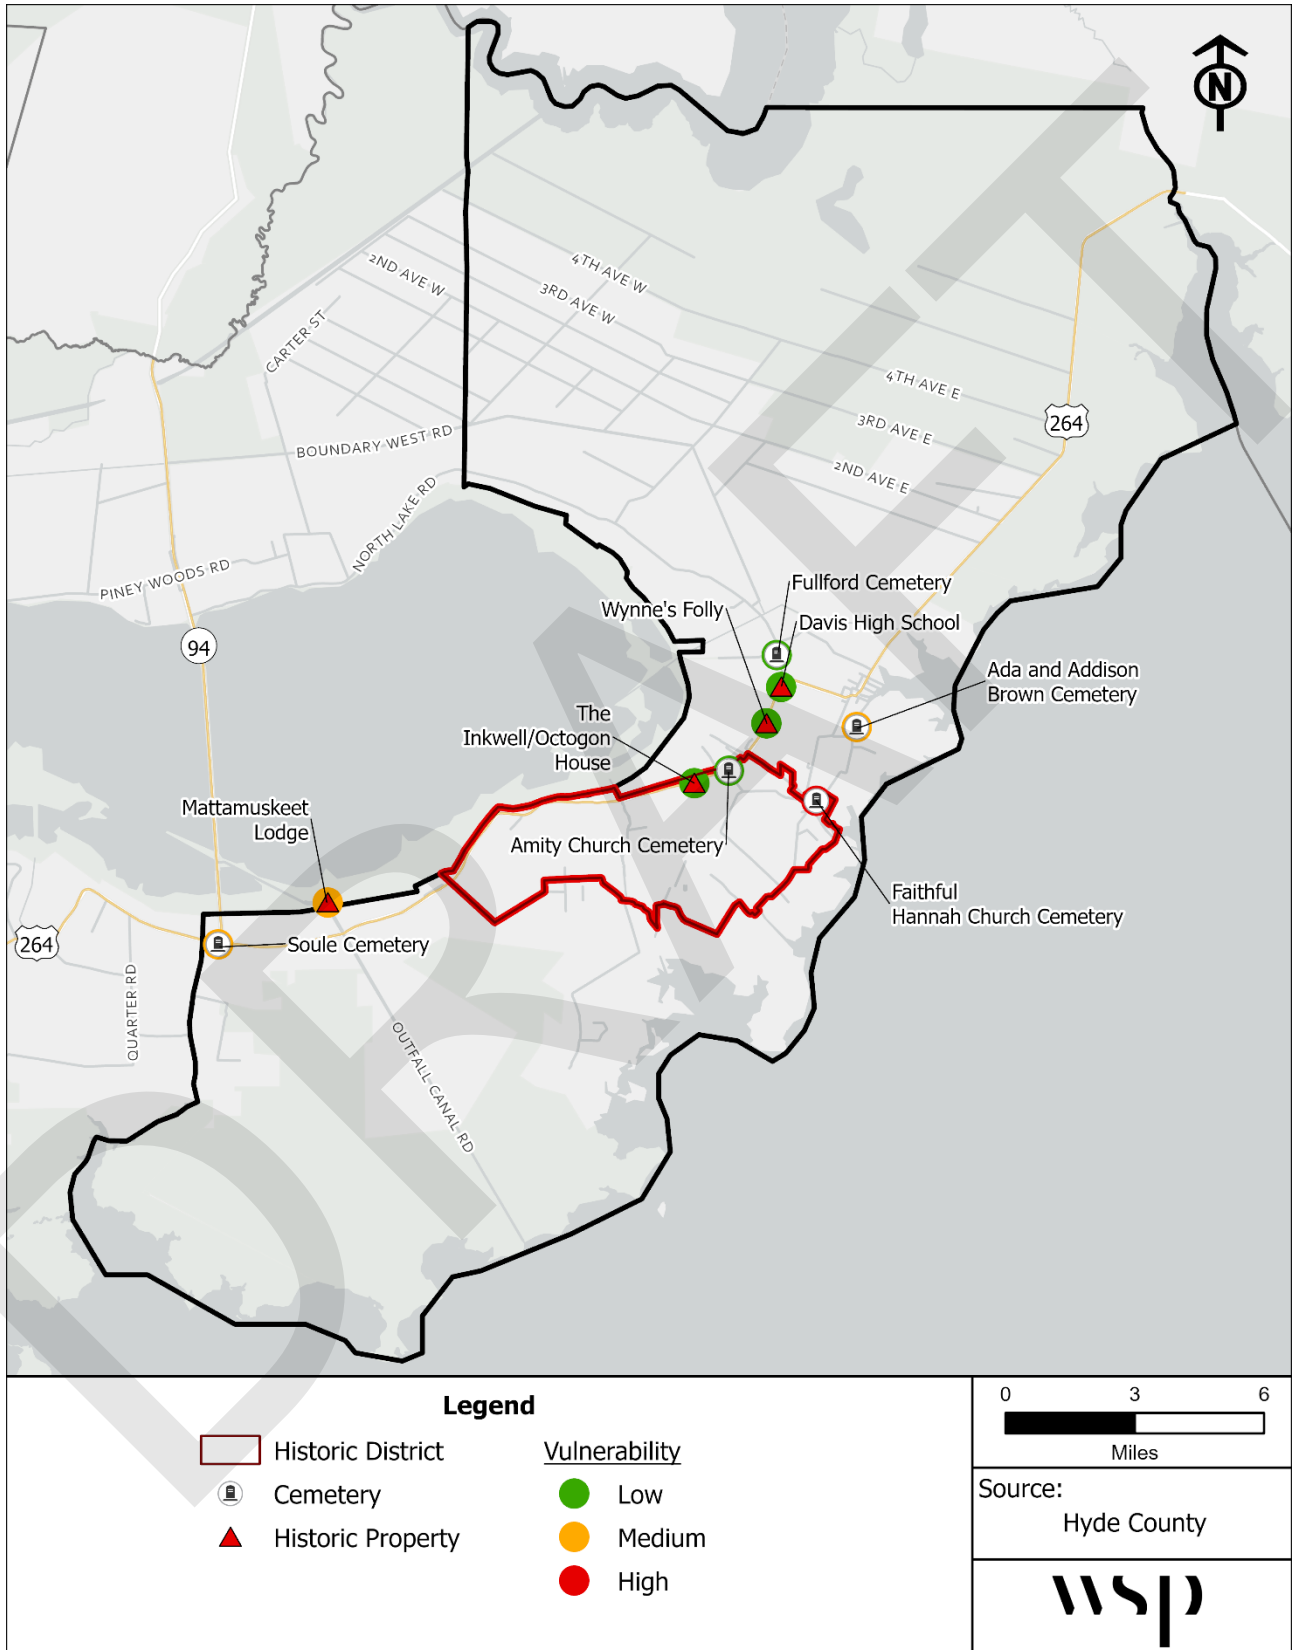 N
4TH AVE W
2ND AVE W
3RD AVE W
CARTER ST
4TH AVE E
264
3RD AVE E
BOUNDARY WEST RD
2ND AVE E
NORTH LAKE RD
PINEY WOODS RD
Fullford Cemetery
Wynne's Folly
Davis High School
94
Ada and Addison
Brown Cemetery
The
Inkwell/Octogon
House
Mattamuskeet
Lodge
Amity Church Cemetery
Faithful
Hannah Church Cemetery
264
Soule Cemetery
QUARTER RD
OUTFALL CANAL RD
DRAFT
Legend
Historic District
Cemetery
Historic Property
Vulnerability
Low
Medium
High
0 3 6
Miles
Source:
Hyde County
wsp